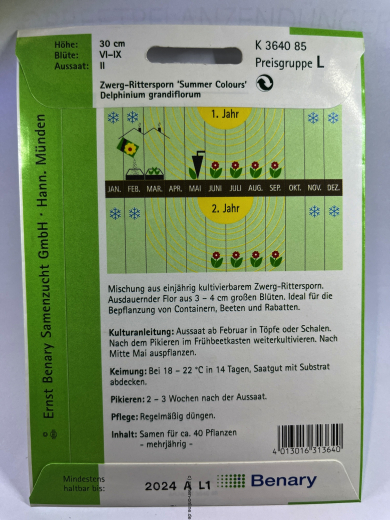 Höhe: 30 cm
Blüte: VI–IX
Aussaat: II
K 3640 85
Preisgruppe L
Zwerg-Rittersporn 'Summer Colours'
Delphinium grandiflorum
1. Jahr
JAN. FEB. MAR. APR. MAI JUNI JULI AUG. SEP. OKT. NOV. DEZ.
2. Jahr
Mischung aus einjährig kultivierbarem Zwerg-Rittersporn.
Ausdauernder Flor aus 3 – 4 cm großen Blüten. Ideal für die
Bepflanzung von Containern, Beeten und Rabatten.
Kulturanleitung: Aussaat ab Februar in Töpfe oder Schalen.
Nach dem Pikieren im Frühbeetkasten weiterkultivieren. Nach
Mitte Mai auspflanzen.
Keimung: Bei 18 – 22 °C in 14 Tagen, Saatgut mit Substrat
abdecken.
Pikieren: 2 – 3 Wochen nach der Aussaat.
Pflege: Regelmäßig düngen.
Inhalt: Samen für ca. 40 Pflanzen
- mehrjährig -
4 013016 313640
Mindestens
haltbar bis:
2024 A L1
Benary
Ernst Benary Samenzucht GmbH · Hann. Münden